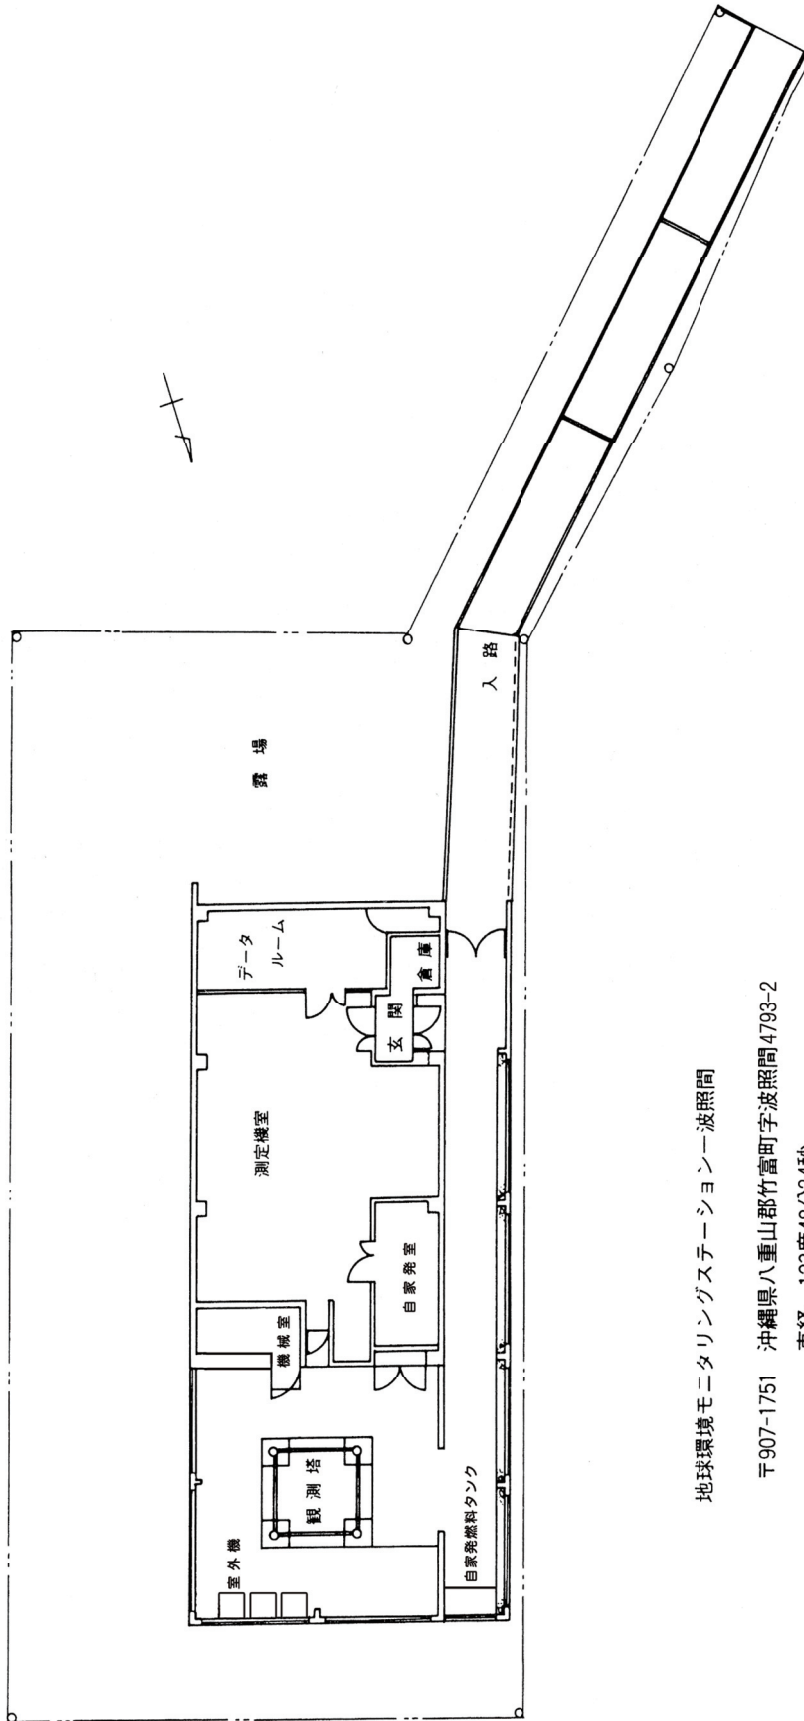 室外機
データ
ルーム
測定機室
露場
機械室
観測塔
玄関
自家発室
倉庫
自家発燃料タンク
入路
地球環境モニタリングステーション―波照間
〒907-1751 沖縄県八重山郡竹富町字波照間4793-2